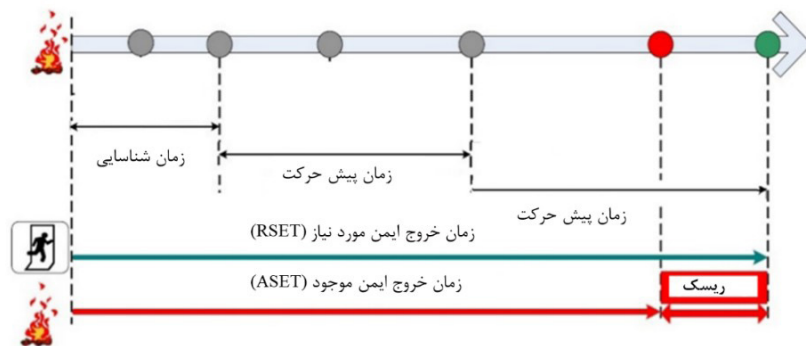 زمان شناسایی
زمان پیش حرکت
زمان پیش حرکت
زمان خروج ایمن مورد نیاز (RSET)
زمان خروج ایمن موجود (ASET)
ریسک